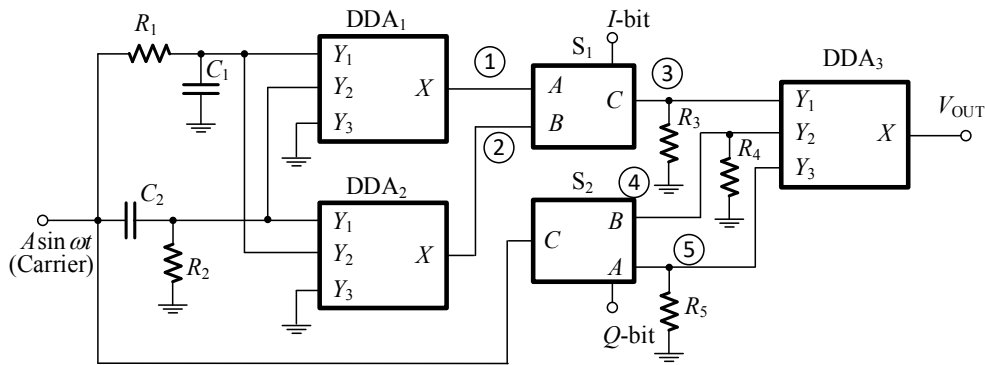 DDA₁
R₁
C₁
Y₁
Y₂
Y₃
X
①
②
I-bit
S₁
A
B
C
③
R₃
DDA₃
Y₁
Y₂
Y₃
X
V_OUT
R₄
C₂
A sin ωt
(Carrier)
R₂
DDA₂
Y₁
Y₂
Y₃
X
S₂
④
C
B
A
⑤
Q-bit
R₅